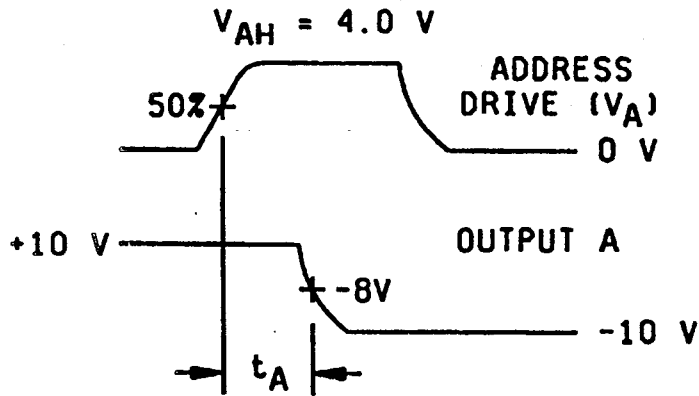 V_AH = 4.0 V
ADDRESS
50% DRIVE (V_A)
0 V
+10 V OUTPUT A
-8V
-10 V
t_A